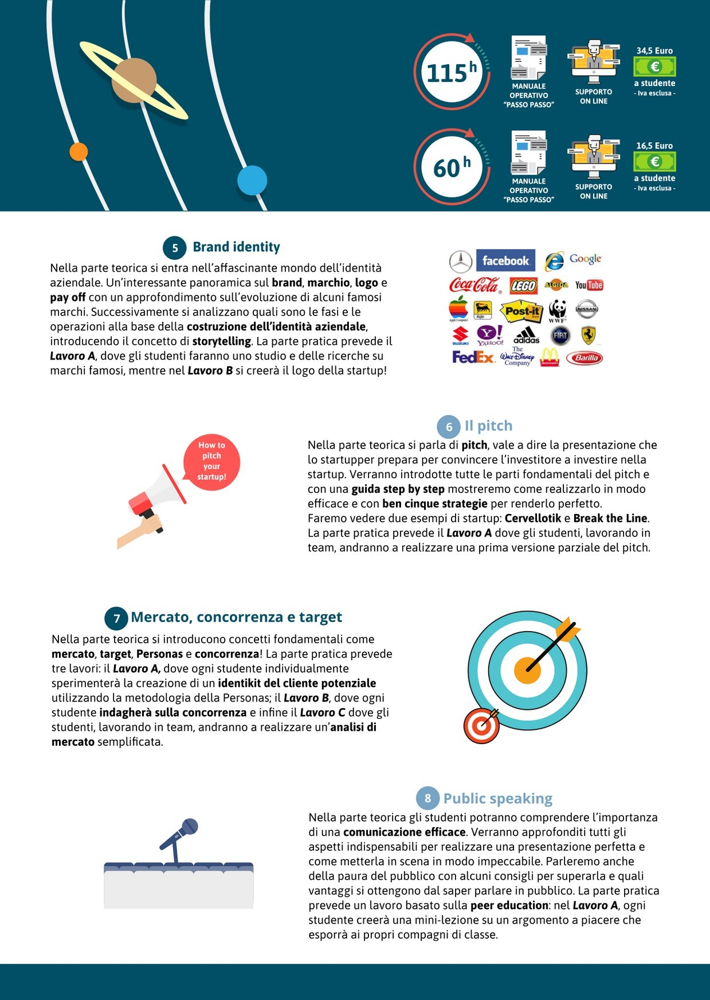 115h
MANUALE
OPERATIVO
“PASSO PASSO”
SUPPORTO
ON LINE
34,5 Euro
€
a studente
- Iva esclusa -
60h
MANUALE
OPERATIVO
“PASSO PASSO”
SUPPORTO
ON LINE
16,5 Euro
€
a studente
- Iva esclusa -
5 Brand identity
Nella parte teorica si entra nell’affascinante mondo dell’identità
aziendale. Un’interessante panoramica sul brand, marchio, logo e
pay off con un approfondimento sull’evoluzione di alcuni famosi
marchi. Successivamente si analizzano quali sono le fasi e le
operazioni alla base della costruzione dell’identità aziendale,
introducendo il concetto di storytelling. La parte pratica prevede il
Lavoro A, dove gli studenti faranno uno studio e delle ricerche su
marchi famosi, mentre nel Lavoro B si creerà il logo della startup!
facebook e Google
Coca-Cola LEGO ALGIDA YouTube
Apple Computer Agip Post-it WWF NISSAN
SUZUKI Y! YAHOO! adidas FIAT
FedEx The Walt Disney Company McDonald's Barilla
6 Il pitch
How to
pitch
your
startup!
Nella parte teorica si parla di pitch, vale a dire la presentazione che
lo startupper prepara per convincere l’investitore a investire nella
startup. Verranno introdotte tutte le parti fondamentali del pitch e
con una guida step by step mostreremo come realizzarlo in modo
efficace e con ben cinque strategie per renderlo perfetto.
Faremo vedere due esempi di startup: Cervellotik e Break the Line.
La parte pratica prevede il Lavoro A dove gli studenti, lavorando in
team, andranno a realizzare una prima versione parziale del pitch.
7 Mercato, concorrenza e target
Nella parte teorica si introducono concetti fondamentali come
mercato, target, Personas e concorrenza! La parte pratica prevede
tre lavori: il Lavoro A, dove ogni studente individualmente
sperimenterà la creazione di un identikit del cliente potenziale
utilizzando la metodologia della Personas; il Lavoro B, dove ogni
studente indagherà sulla concorrenza e infine il Lavoro C dove gli
studenti, lavorando in team, andranno a realizzare un’analisi di
mercato semplificata.
8 Public speaking
Nella parte teorica gli studenti potranno comprendere l’importanza
di una comunicazione efficace. Verranno approfonditi tutti gli
aspetti indispensabili per realizzare una presentazione perfetta e
come metterla in scena in modo impeccabile. Parleremo anche
della paura del pubblico con alcuni consigli per superarla e quali
vantaggi si ottengono dal saper parlare in pubblico. La parte pratica
prevede un lavoro basato sulla peer education: nel Lavoro A, ogni
studente creerà una mini-lezione su un argomento a piacere che
esporrà ai propri compagni di classe.